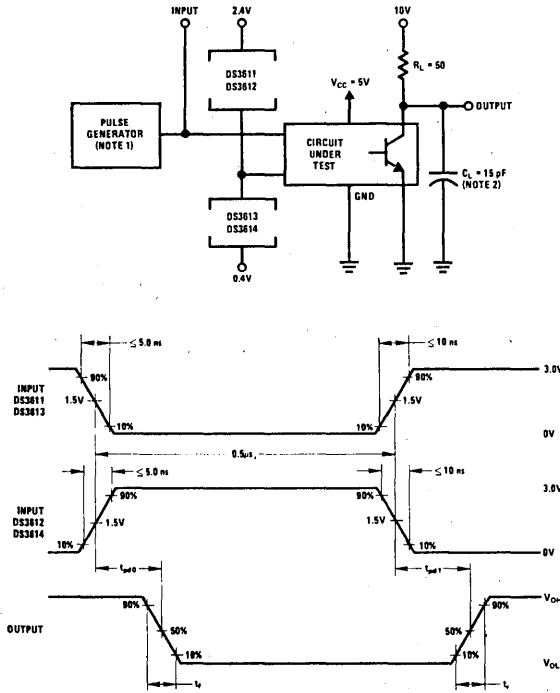 INPUT
2.4V
10V
DS3611
DS3612
R_L = 50
V_CC = 5V
OUTPUT
PULSE
GENERATOR
(NOTE 1)
CIRCUIT
UNDER
TEST
C_L = 15 pF
(NOTE 2)
GND
DS3613
DS3614
0.4V
≤ 5.0 ns
≤ 10 ns
90%
90%
3.0V
INPUT
DS3611
DS3613
1.5V
1.5V
10%
10%
0V
0.5μs
≤ 5.0 ns
≤ 10 ns
90%
90%
3.0V
INPUT
DS3612
DS3614
1.5V
1.5V
10%
10%
0V
t_pd 0
t_pd 1
90%
90%
V_OH
OUTPUT
50%
50%
10%
10%
V_OL
t_f
t_r